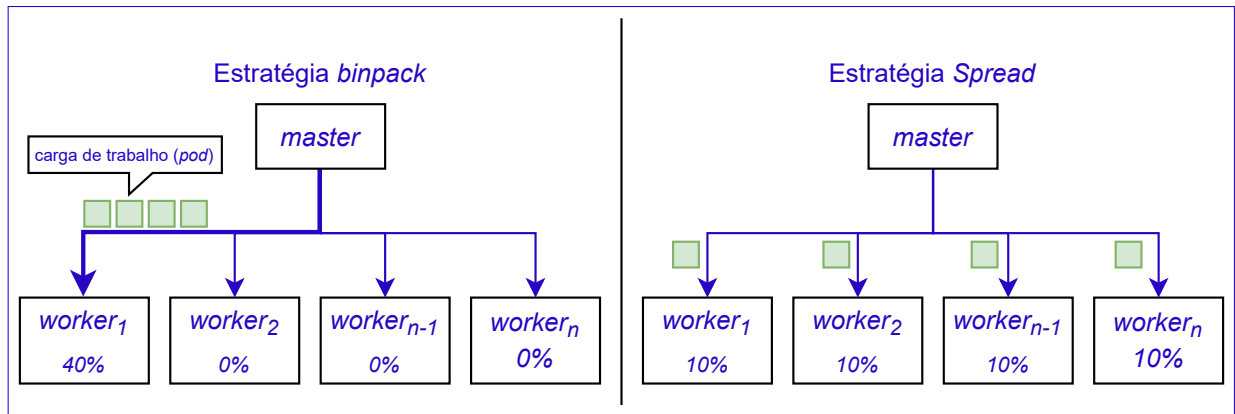 Estratégia binpack
master
carga de trabalho (pod)
worker1
40%
worker2
0%
workern-1
0%
workern
0%
Estratégia Spread
master
worker1
10%
worker2
10%
workern-1
10%
workern
10%